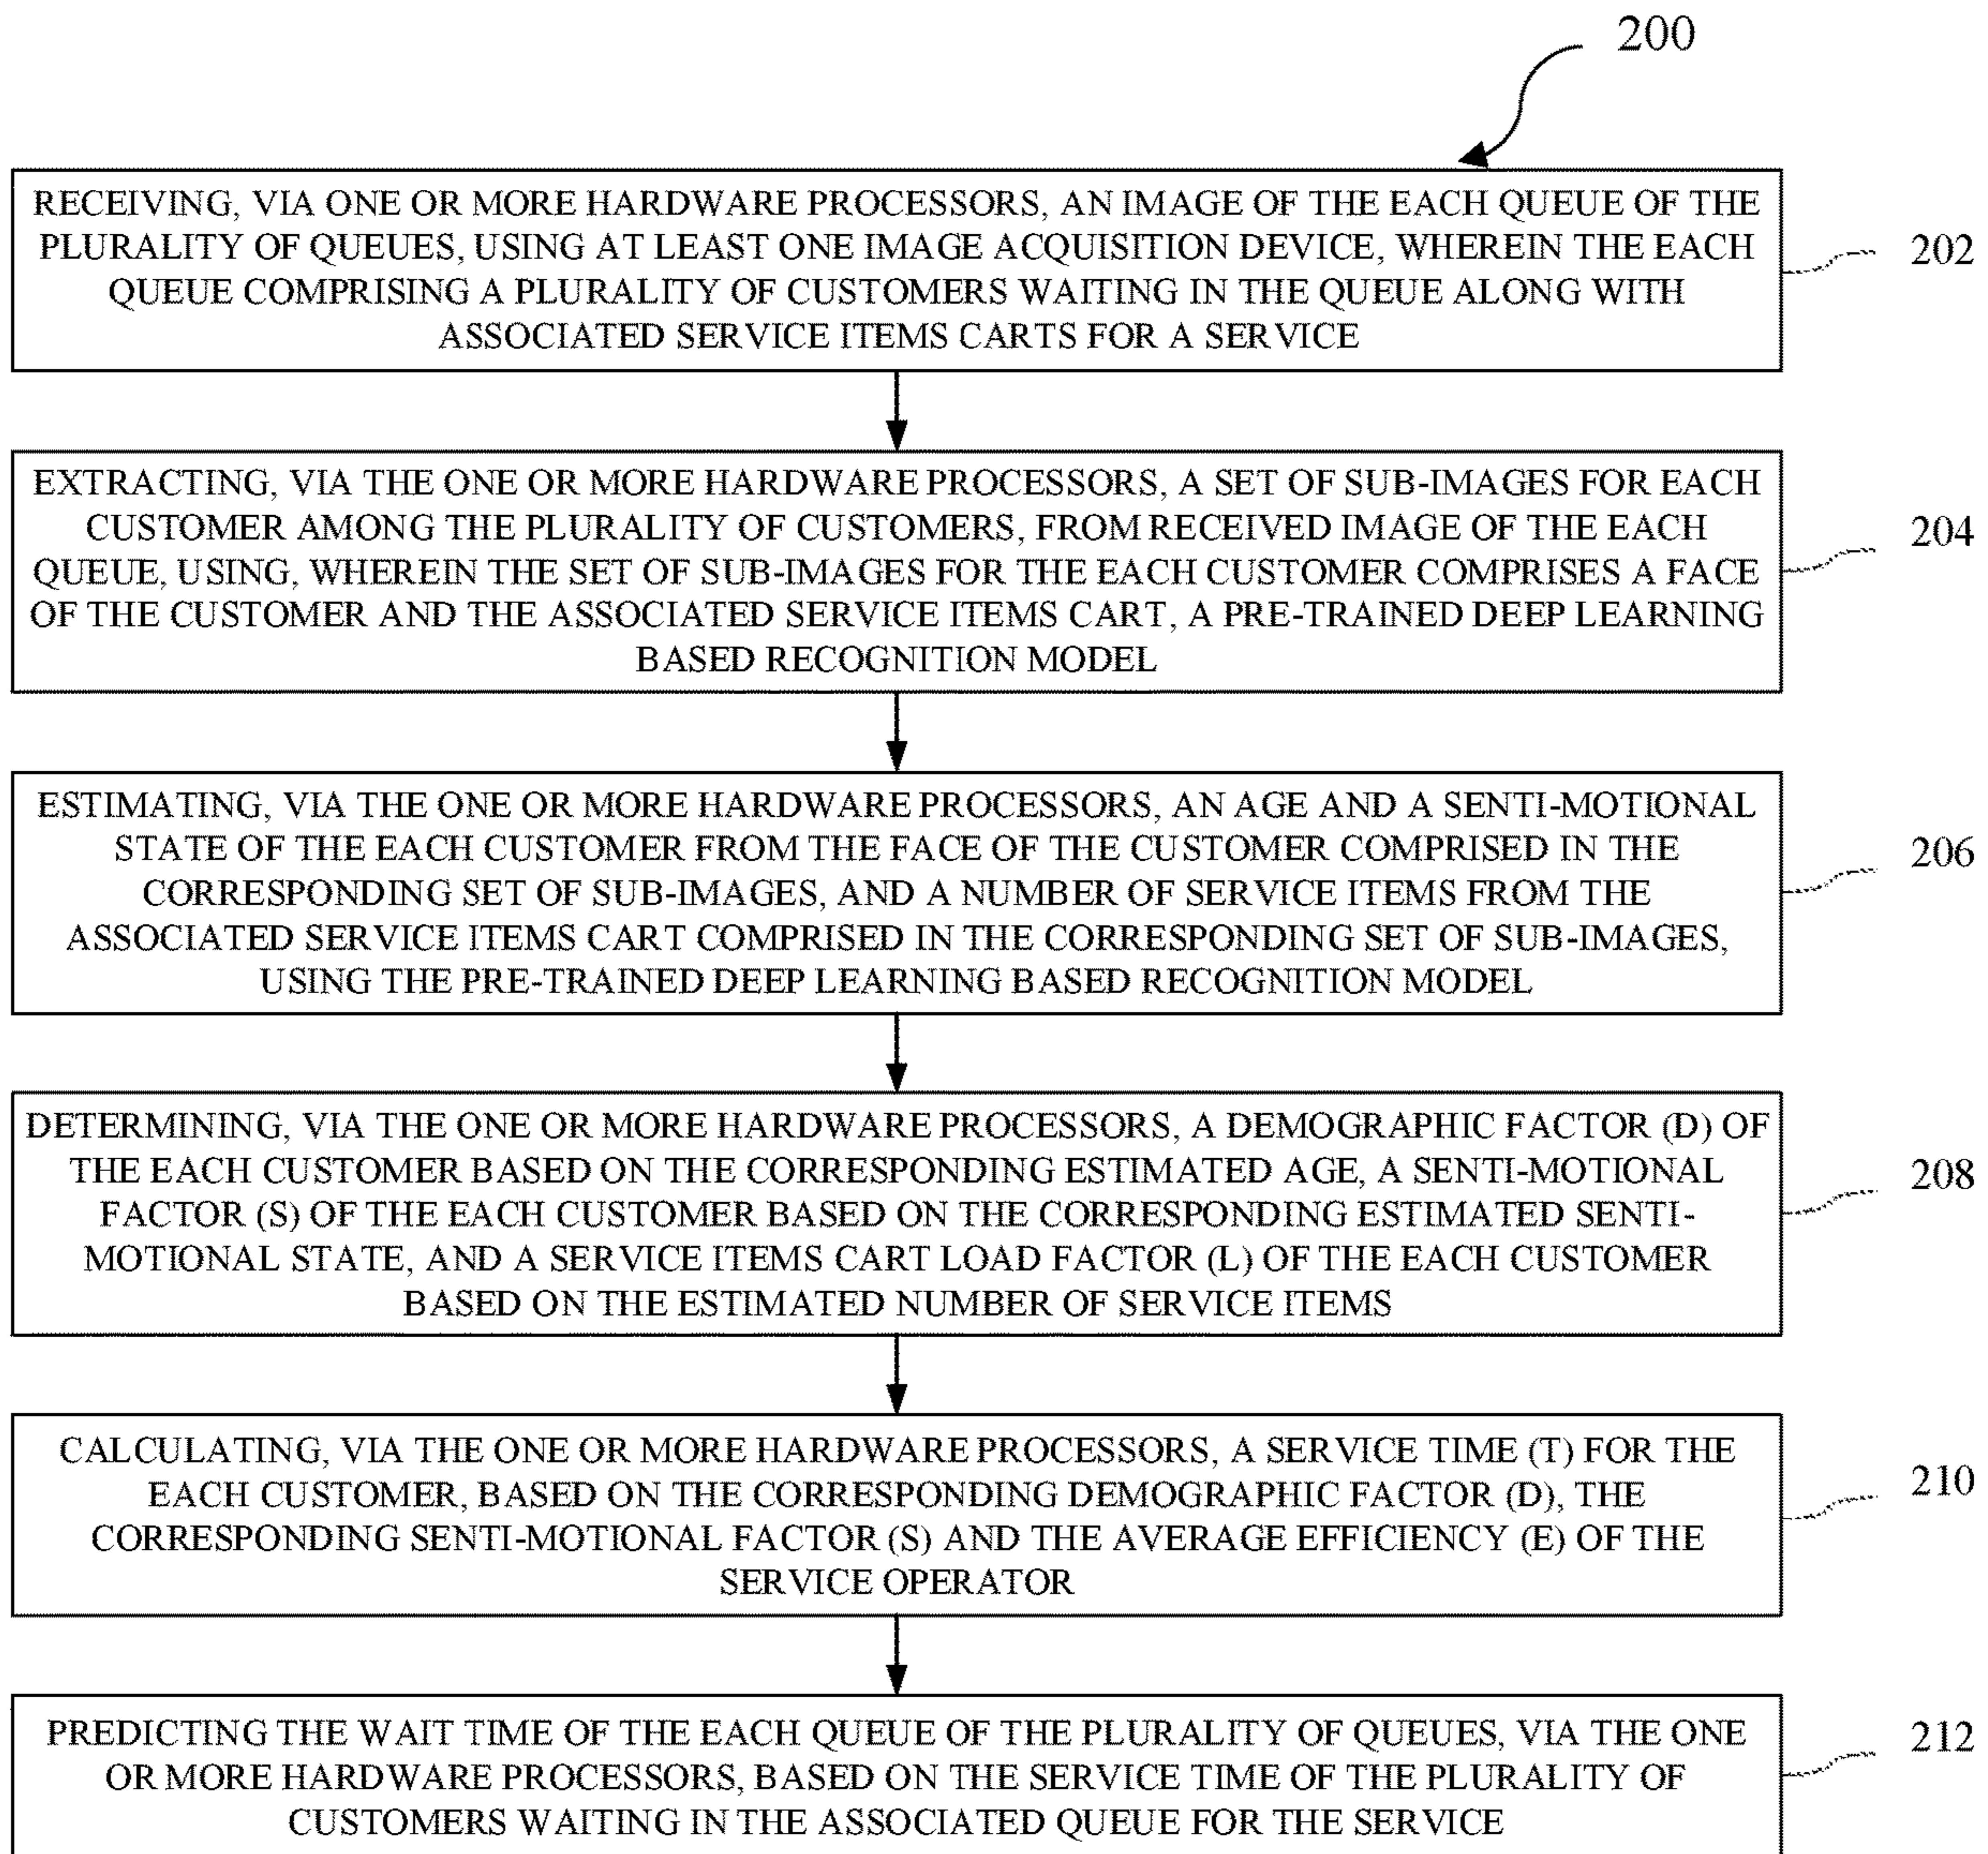 200
RECEIVING, VIA ONE OR MORE HARDWARE PROCESSORS, AN IMAGE OF THE EACH QUEUE OF THE
PLURALITY OF QUEUES, USING AT LEAST ONE IMAGE ACQUISITION DEVICE, WHEREIN THE EACH
QUEUE COMPRISING A PLURALITY OF CUSTOMERS WAITING IN THE QUEUE ALONG WITH
ASSOCIATED SERVICE ITEMS CARTS FOR A SERVICE
202
EXTRACTING, VIA THE ONE OR MORE HARDWARE PROCESSORS, A SET OF SUB-IMAGES FOR EACH
CUSTOMER AMONG THE PLURALITY OF CUSTOMERS, FROM RECEIVED IMAGE OF THE EACH
QUEUE, USING, WHEREIN THE SET OF SUB-IMAGES FOR THE EACH CUSTOMER COMPRISES A FACE
OF THE CUSTOMER AND THE ASSOCIATED SERVICE ITEMS CART, A PRE-TRAINED DEEP LEARNING
BASED RECOGNITION MODEL
204
ESTIMATING, VIA THE ONE OR MORE HARDWARE PROCESSORS, AN AGE AND A SENTI-MOTIONAL
STATE OF THE EACH CUSTOMER FROM THE FACE OF THE CUSTOMER COMPRISED IN THE
CORRESPONDING SET OF SUB-IMAGES, AND A NUMBER OF SERVICE ITEMS FROM THE
ASSOCIATED SERVICE ITEMS CART COMPRISED IN THE CORRESPONDING SET OF SUB-IMAGES,
USING THE PRE-TRAINED DEEP LEARNING BASED RECOGNITION MODEL
206
DETERMINING, VIA THE ONE OR MORE HARDWARE PROCESSORS, A DEMOGRAPHIC FACTOR (D) OF
THE EACH CUSTOMER BASED ON THE CORRESPONDING ESTIMATED AGE, A SENTI-MOTIONAL
FACTOR (S) OF THE EACH CUSTOMER BASED ON THE CORRESPONDING ESTIMATED SENTI-
MOTIONAL STATE, AND A SERVICE ITEMS CART LOAD FACTOR (L) OF THE EACH CUSTOMER
BASED ON THE ESTIMATED NUMBER OF SERVICE ITEMS
208
CALCULATING, VIA THE ONE OR MORE HARDWARE PROCESSORS, A SERVICE TIME (T) FOR THE
EACH CUSTOMER, BASED ON THE CORRESPONDING DEMOGRAPHIC FACTOR (D), THE
CORRESPONDING SENTI-MOTIONAL FACTOR (S) AND THE AVERAGE EFFICIENCY (E) OF THE
SERVICE OPERATOR
210
PREDICTING THE WAIT TIME OF THE EACH QUEUE OF THE PLURALITY OF QUEUES, VIA THE ONE
OR MORE HARDWARE PROCESSORS, BASED ON THE SERVICE TIME OF THE PLURALITY OF
CUSTOMERS WAITING IN THE ASSOCIATED QUEUE FOR THE SERVICE
212